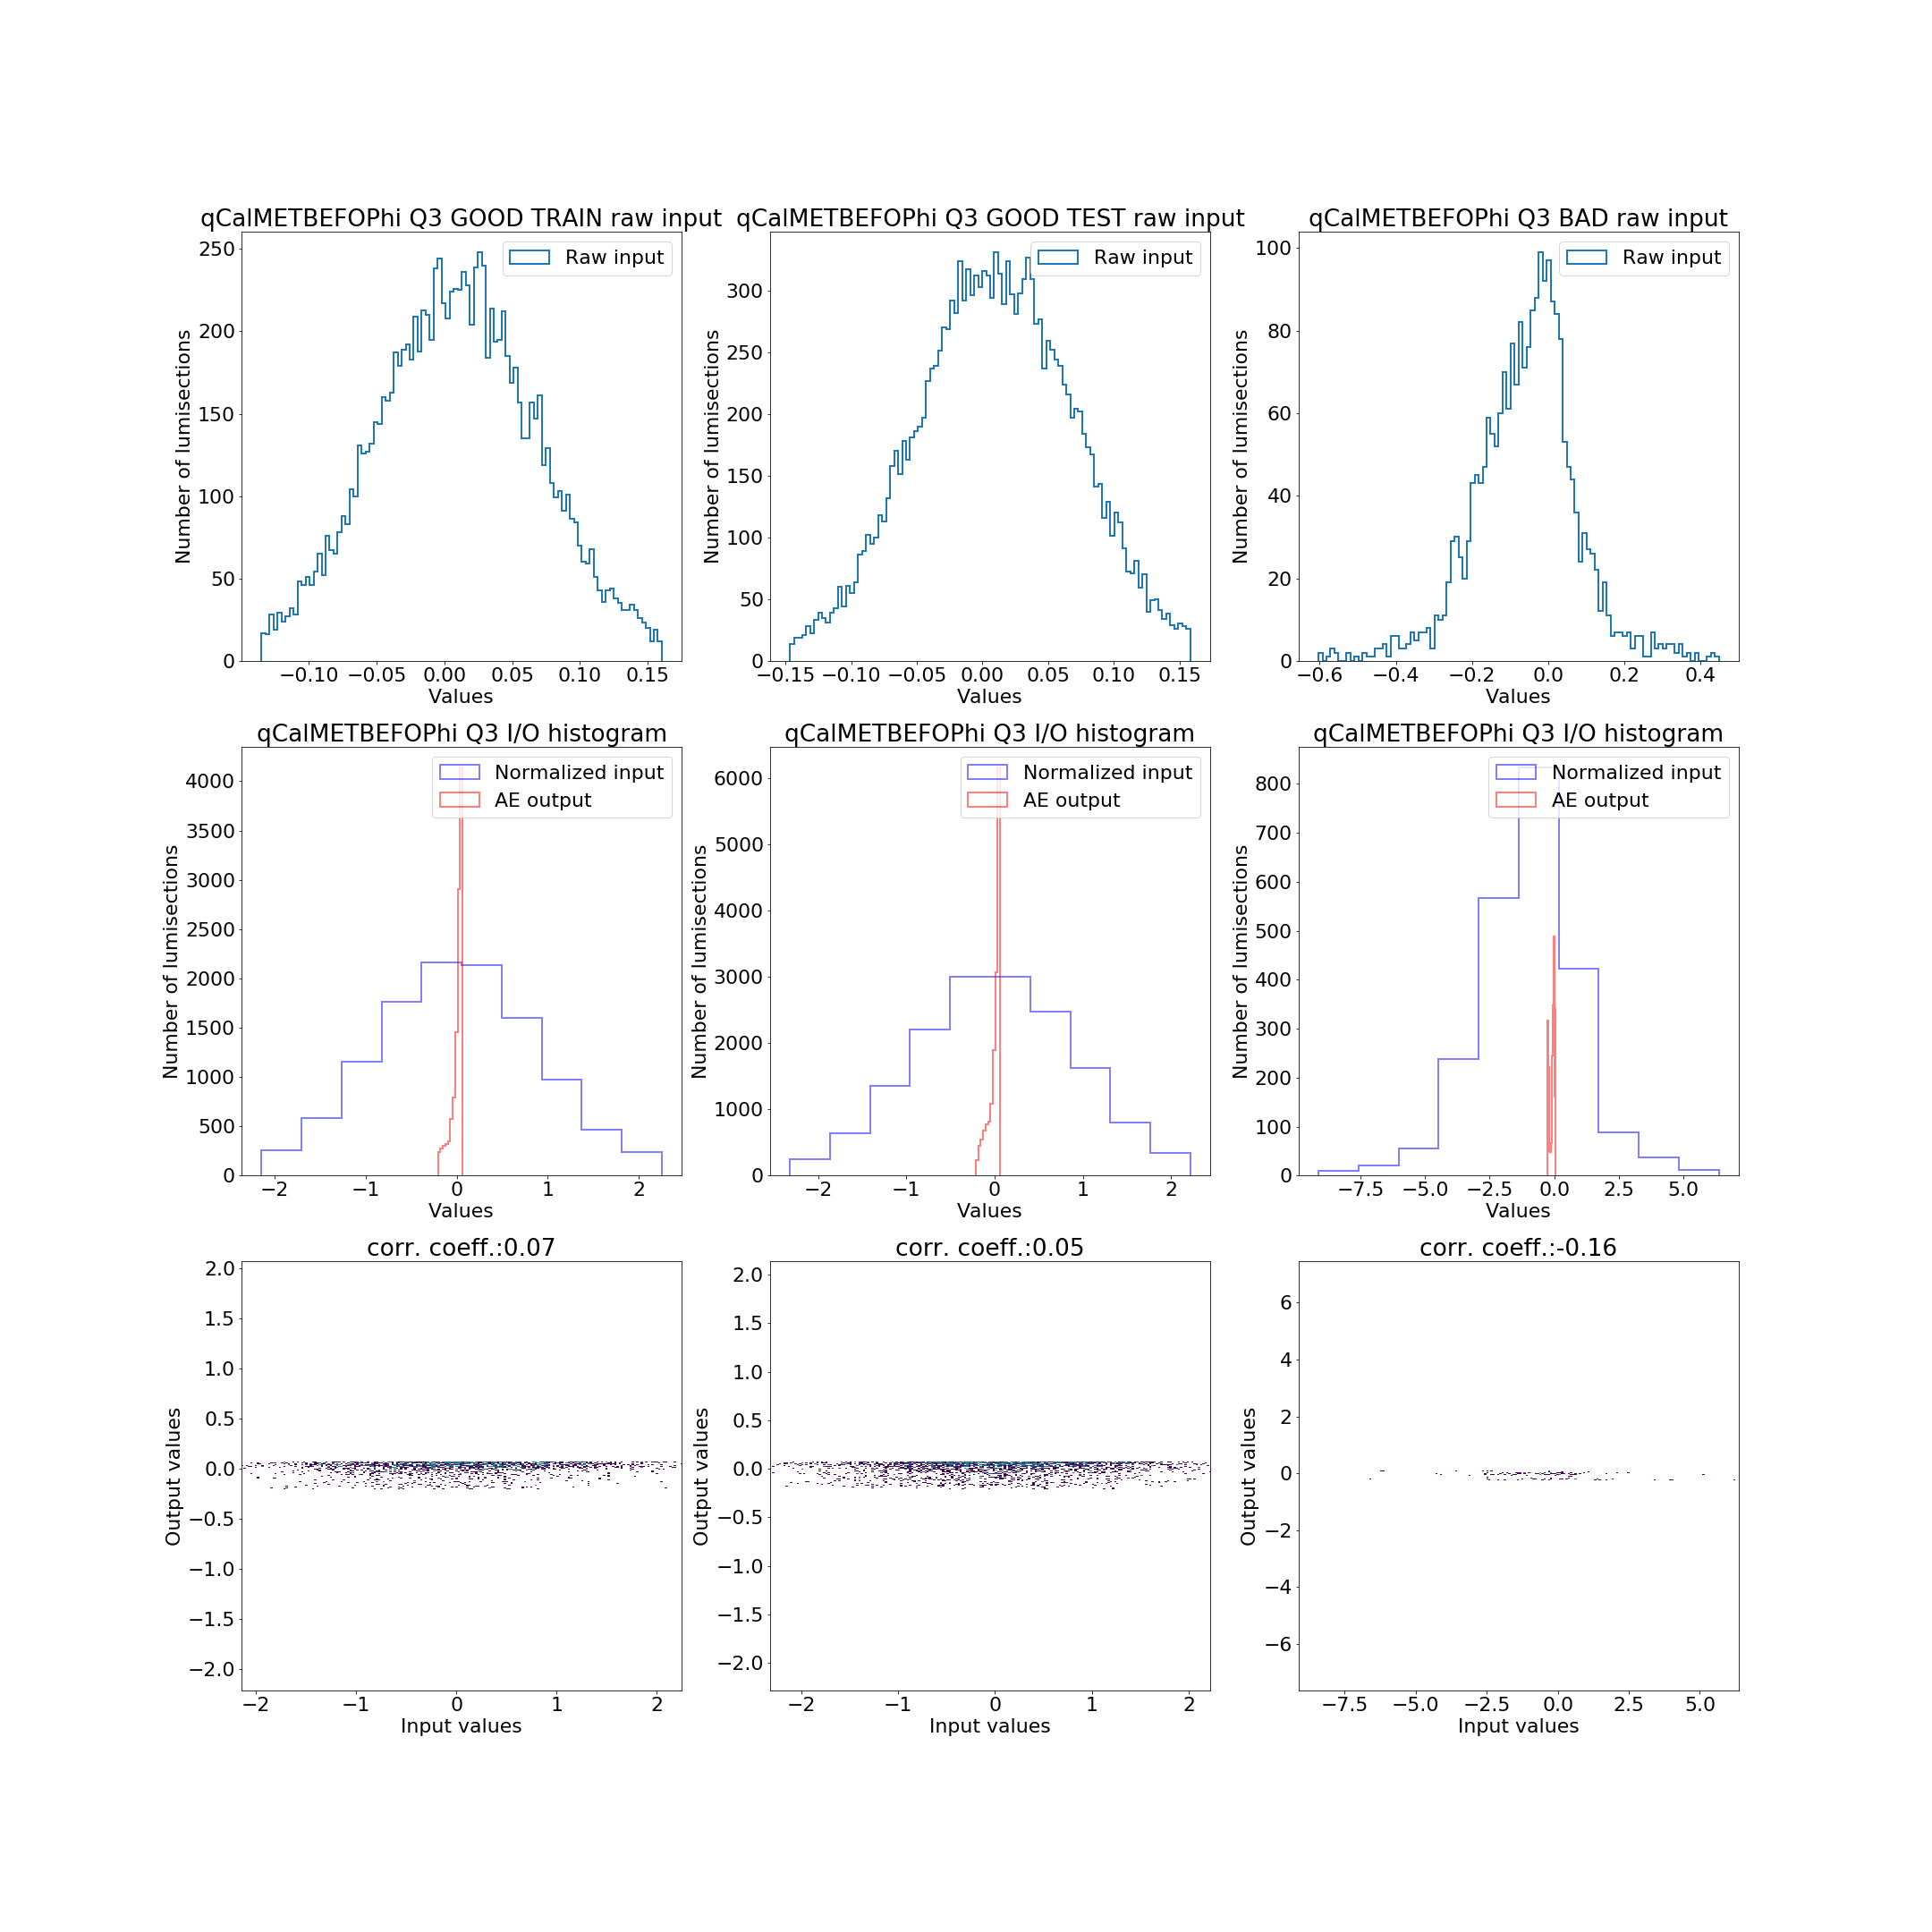 qCalMETBEFOPhi Q3 GOOD TRAIN raw input
250
200
150
100
50
0
Number of lumisections
Raw input
−0.10 −0.05 0.00 0.05 0.10 0.15
Values
qCalMETBEFOPhi Q3 GOOD TEST raw input
300
250
200
150
100
50
0
Number of lumisections
Raw input
−0.15 −0.10 −0.05 0.00 0.05 0.10 0.15
Values
qCalMETBEFOPhi Q3 BAD raw input
100
80
60
40
20
0
Number of lumisections
Raw input
−0.6 −0.4 −0.2 0.0 0.2 0.4
Values
qCalMETBEFOPhi Q3 I/O histogram
4000
3500
3000
2500
2000
1500
1000
500
0
Number of lumisections
Normalized input
AE output
−2 −1 0 1 2
Values
qCalMETBEFOPhi Q3 I/O histogram
6000
5000
4000
3000
2000
1000
0
Number of lumisections
Normalized input
AE output
−2 −1 0 1 2
Values
qCalMETBEFOPhi Q3 I/O histogram
800
700
600
500
400
300
200
100
0
Number of lumisections
Normalized input
AE output
−7.5 −5.0 −2.5 0.0 2.5 5.0
Values
corr. coeff.:0.07
2.0
1.5
1.0
0.5
0.0
−0.5
−1.0
−1.5
−2.0
Output values
−2 −1 0 1 2
Input values
corr. coeff.:0.05
2.0
1.5
1.0
0.5
0.0
−0.5
−1.0
−1.5
−2.0
Output values
−2 −1 0 1 2
Input values
corr. coeff.:-0.16
6
4
2
0
−2
−4
−6
Output values
−7.5 −5.0 −2.5 0.0 2.5 5.0
Input values